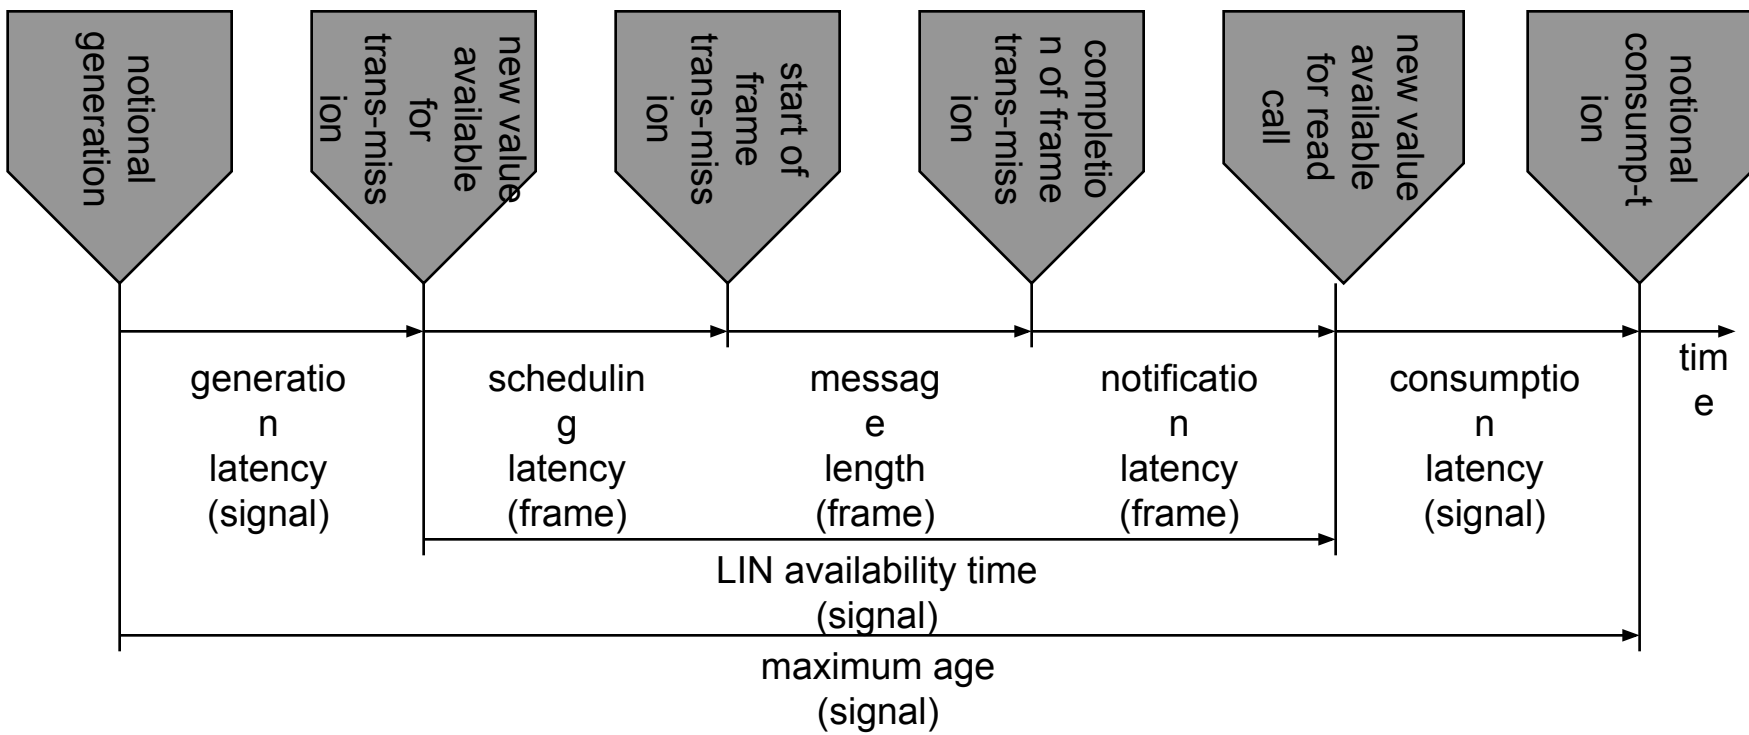 notional
generation
new value
available
for
trans-miss
ion
start of
frame
trans-miss
ion
completio
n of frame
trans-miss
ion
new value
available
for read
call
notional
consump-t
ion
generatio
n
latency
(signal)
schedulin
g
latency
(frame)
messag
e
length
(frame)
notificatio
n
latency
(frame)
consumptio
n
latency
(signal)
tim
e
LIN availability time
(signal)
maximum age
(signal)